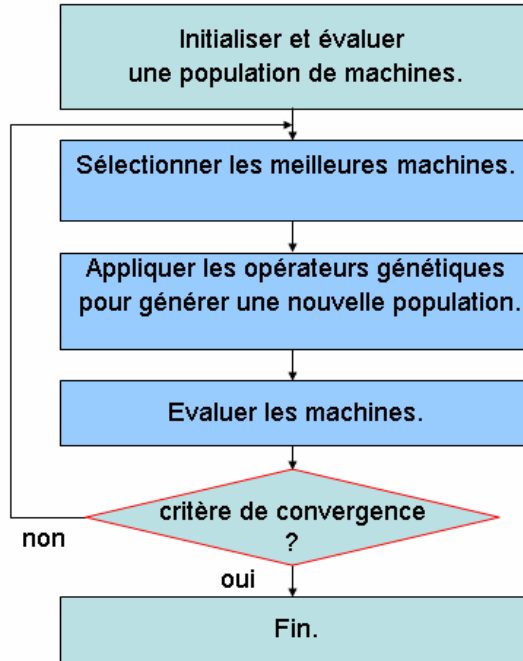 Initialiser et évaluer
une population de machines.
Sélectionner les meilleures machines.
Appliquer les opérateurs génétiques
pour générer une nouvelle population.
Evaluer les machines.
critère de convergence
?
non
oui
Fin.